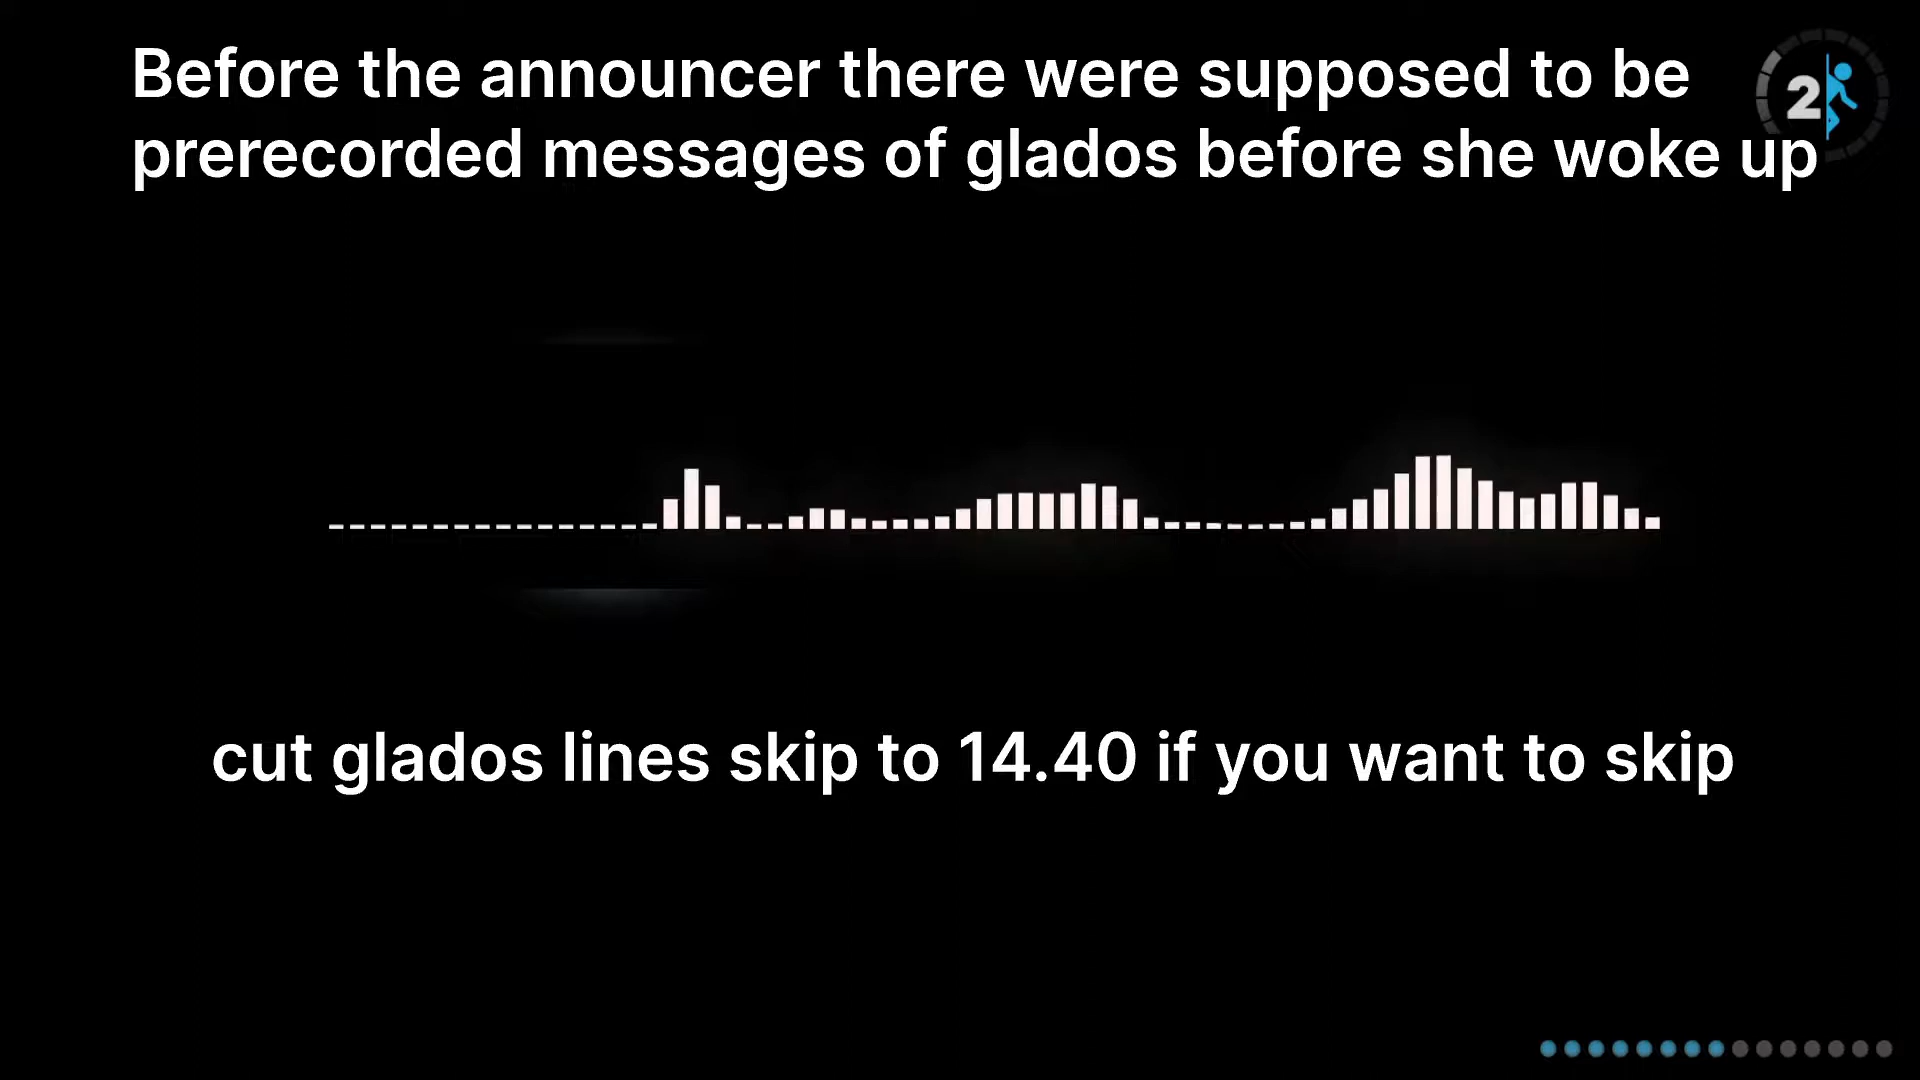 Before the announcer there were supposed to be
prerecorded messages of glados before she woke up
2
cut glados lines skip to 14.40 if you want to skip